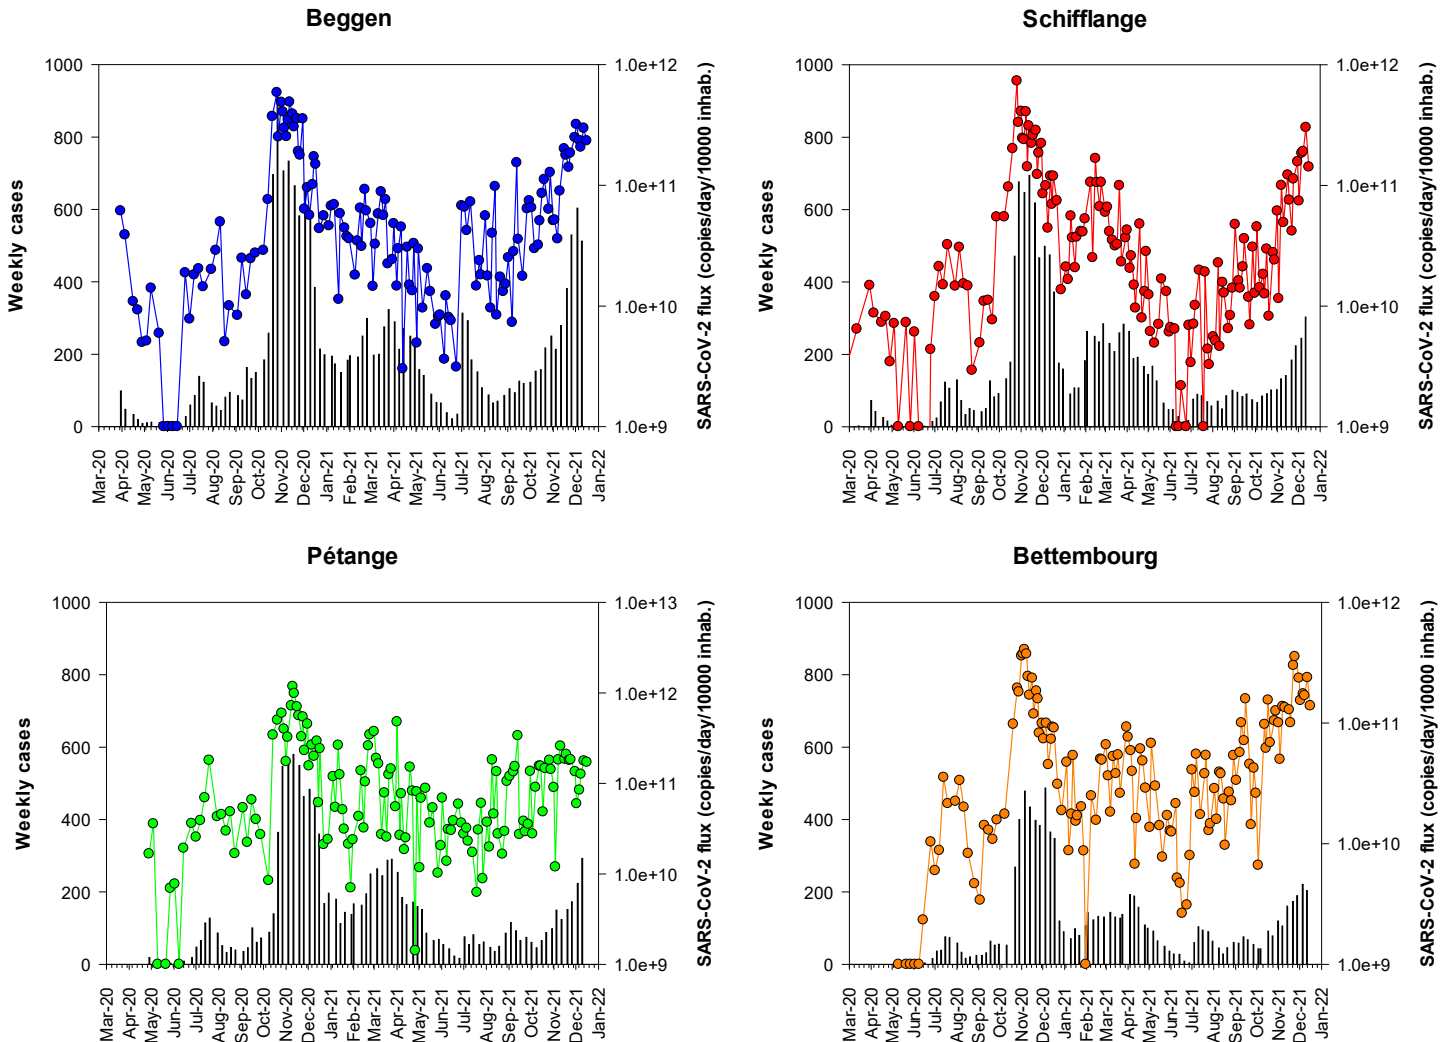 Beggen
Weekly cases
1000
800
600
400
200
0
1.0e+12
1.0e+11
1.0e+10
1.0e+9
SARS-CoV-2 flux (copies/day/10000 inhab.)
Mar-20
Apr-20
May-20
Jun-20
Jul-20
Aug-20
Sep-20
Oct-20
Nov-20
Dec-20
Jan-21
Feb-21
Mar-21
Apr-21
May-21
Jun-21
Jul-21
Aug-21
Sep-21
Oct-21
Nov-21
Dec-21
Jan-22
Schifflange
Weekly cases
1000
800
600
400
200
0
1.0e+12
1.0e+11
1.0e+10
1.0e+9
SARS-CoV-2 flux (copies/day/10000 inhab.)
Mar-20
Apr-20
May-20
Jun-20
Jul-20
Aug-20
Sep-20
Oct-20
Nov-20
Dec-20
Jan-21
Feb-21
Mar-21
Apr-21
May-21
Jun-21
Jul-21
Aug-21
Sep-21
Oct-21
Nov-21
Dec-21
Jan-22
Pétange
Weekly cases
1000
800
600
400
200
0
1.0e+13
1.0e+12
1.0e+11
1.0e+10
1.0e+9
SARS-CoV-2 flux (copies/day/10000 inhab.)
Mar-20
Apr-20
May-20
Jun-20
Jul-20
Aug-20
Sep-20
Oct-20
Nov-20
Dec-20
Jan-21
Feb-21
Mar-21
Apr-21
May-21
Jun-21
Jul-21
Aug-21
Sep-21
Oct-21
Nov-21
Dec-21
Jan-22
Bettembourg
Weekly cases
1000
800
600
400
200
0
1.0e+12
1.0e+11
1.0e+10
1.0e+9
SARS-CoV-2 flux (copies/day/10000 inhab.)
Mar-20
Apr-20
May-20
Jun-20
Jul-20
Aug-20
Sep-20
Oct-20
Nov-20
Dec-20
Jan-21
Feb-21
Mar-21
Apr-21
May-21
Jun-21
Jul-21
Aug-21
Sep-21
Oct-21
Nov-21
Dec-21
Jan-22